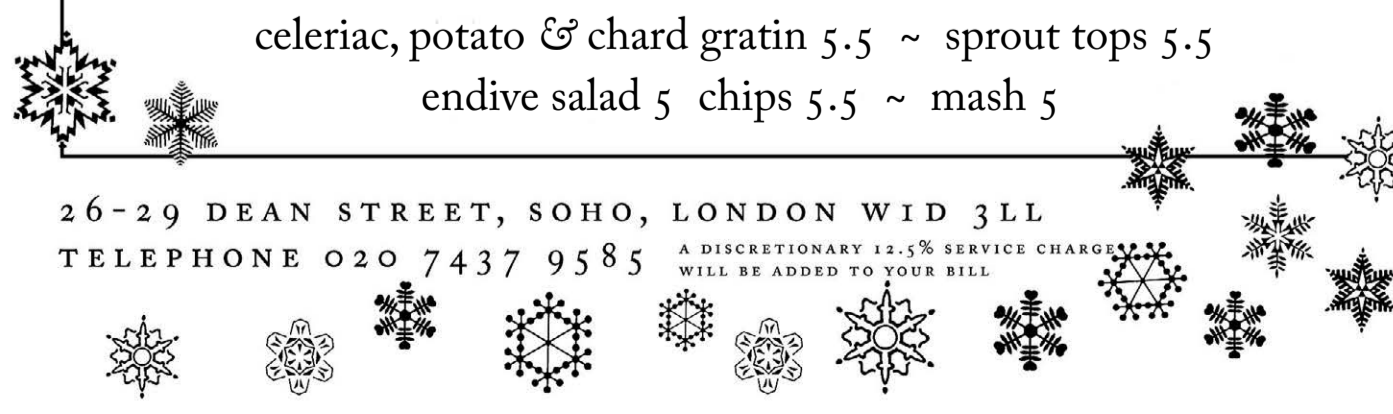 celeriac, potato & chard gratin 5.5 ~ sprout tops 5.5
endive salad 5 chips 5.5 ~ mash 5
26-29 DEAN STREET, SOHO, LONDON W1D 3LL
TELEPHONE 020 7437 9585
A DISCRETIONARY 12.5% SERVICE CHARGE
WILL BE ADDED TO YOUR BILL